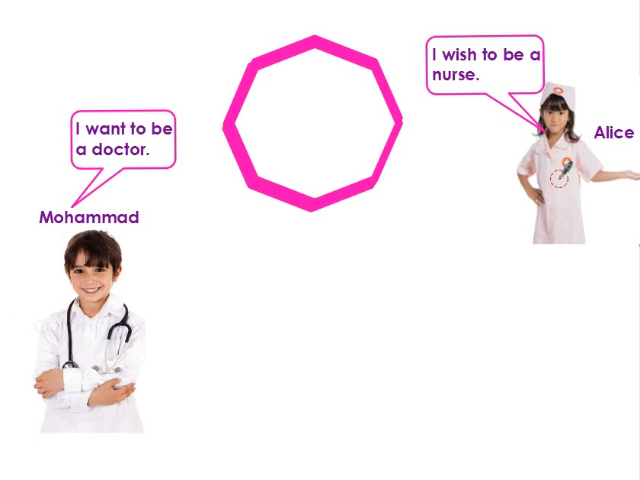 I wish to be a
nurse.
Alice
I want to be
a doctor.
Mohammad